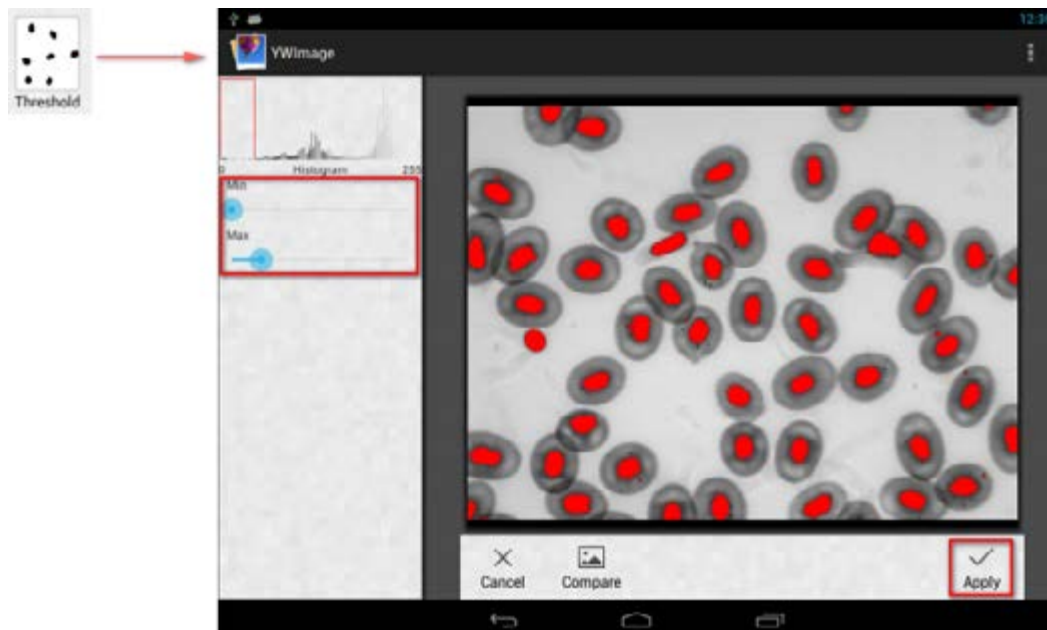 Threshold
YWImage
0 Histogram 255
Min
Max
Cancel
Compare
Apply